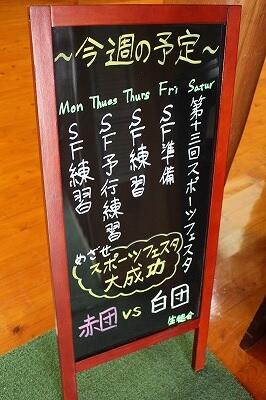 ～今週の予定～
Mon Thues Thurs Fri Satur
SF練習
SF予行練習
SF練習
SF準備
第十三回スポーツフェスタ
めざせ
スポーツフェスタ
大成功
赤団 vs 白団
生徒会